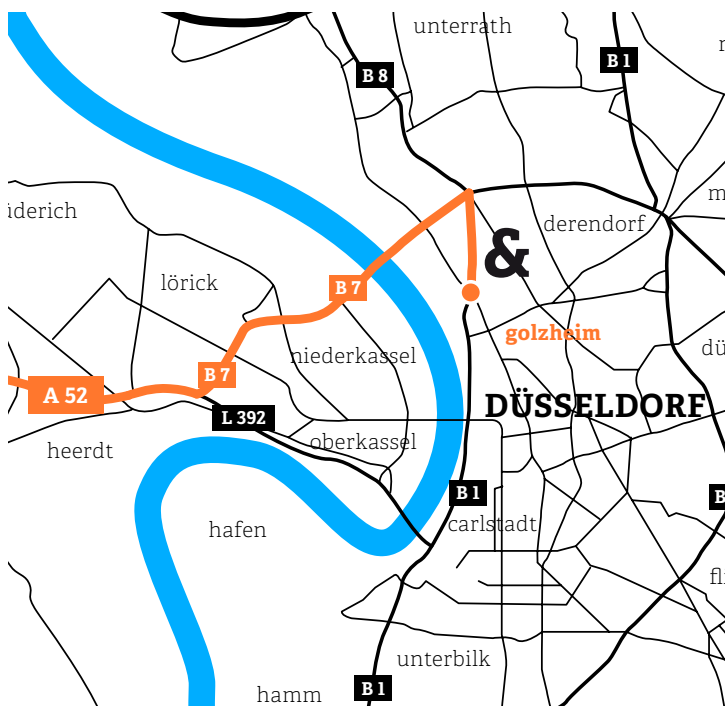 unterrath
B 1
B 8
derendorf
&
lörick
B 7
golzheim
niederkassel
B 7
A 52
DÜSSELDORF
L 392
oberkassel
heerdt
B 1
carlstadt
hafen
unterbilk
B 1
hamm